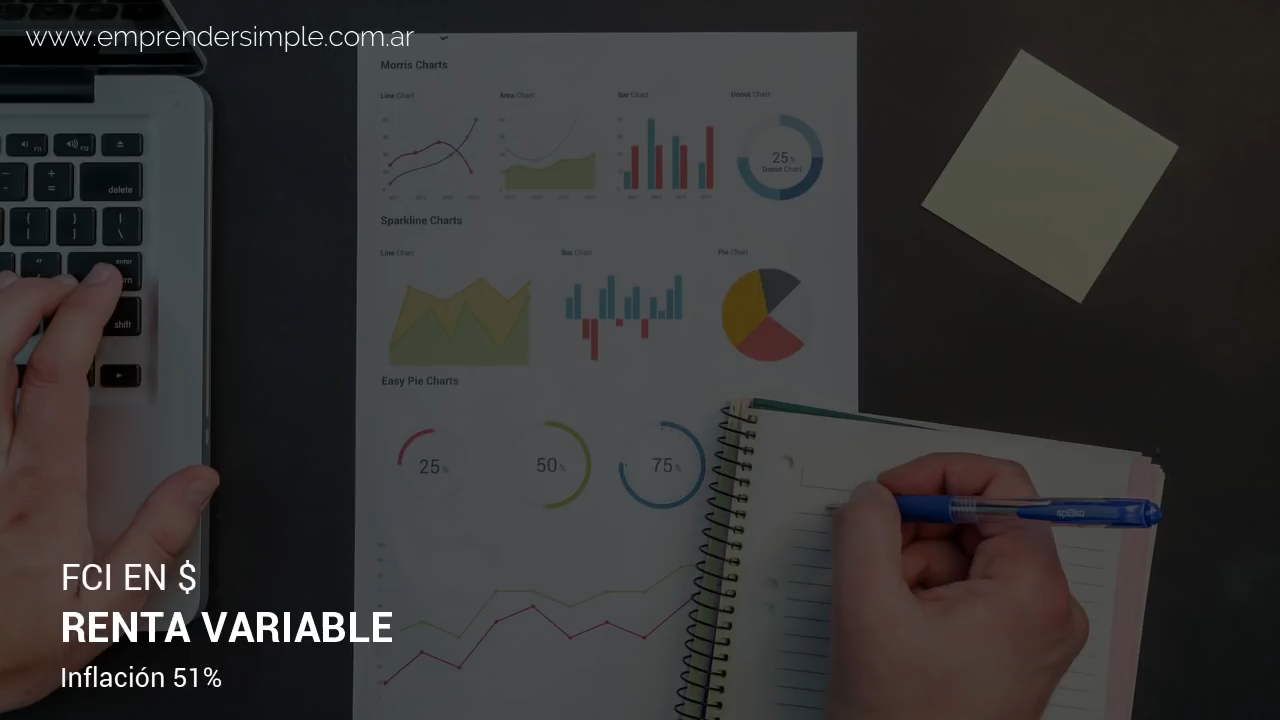 www.emprendersimple.com.ar
Morris Charts
Line Chart
Area Chart
Bar Chart
Donut Chart
25%
Donut Chart
Sparkline Charts
Line Chart
Bar Chart
Pie Chart
Easy Pie Charts
25%
50%
75%
delete
enter
shift
FCI EN $
RENTA VARIABLE
Inflación 51%